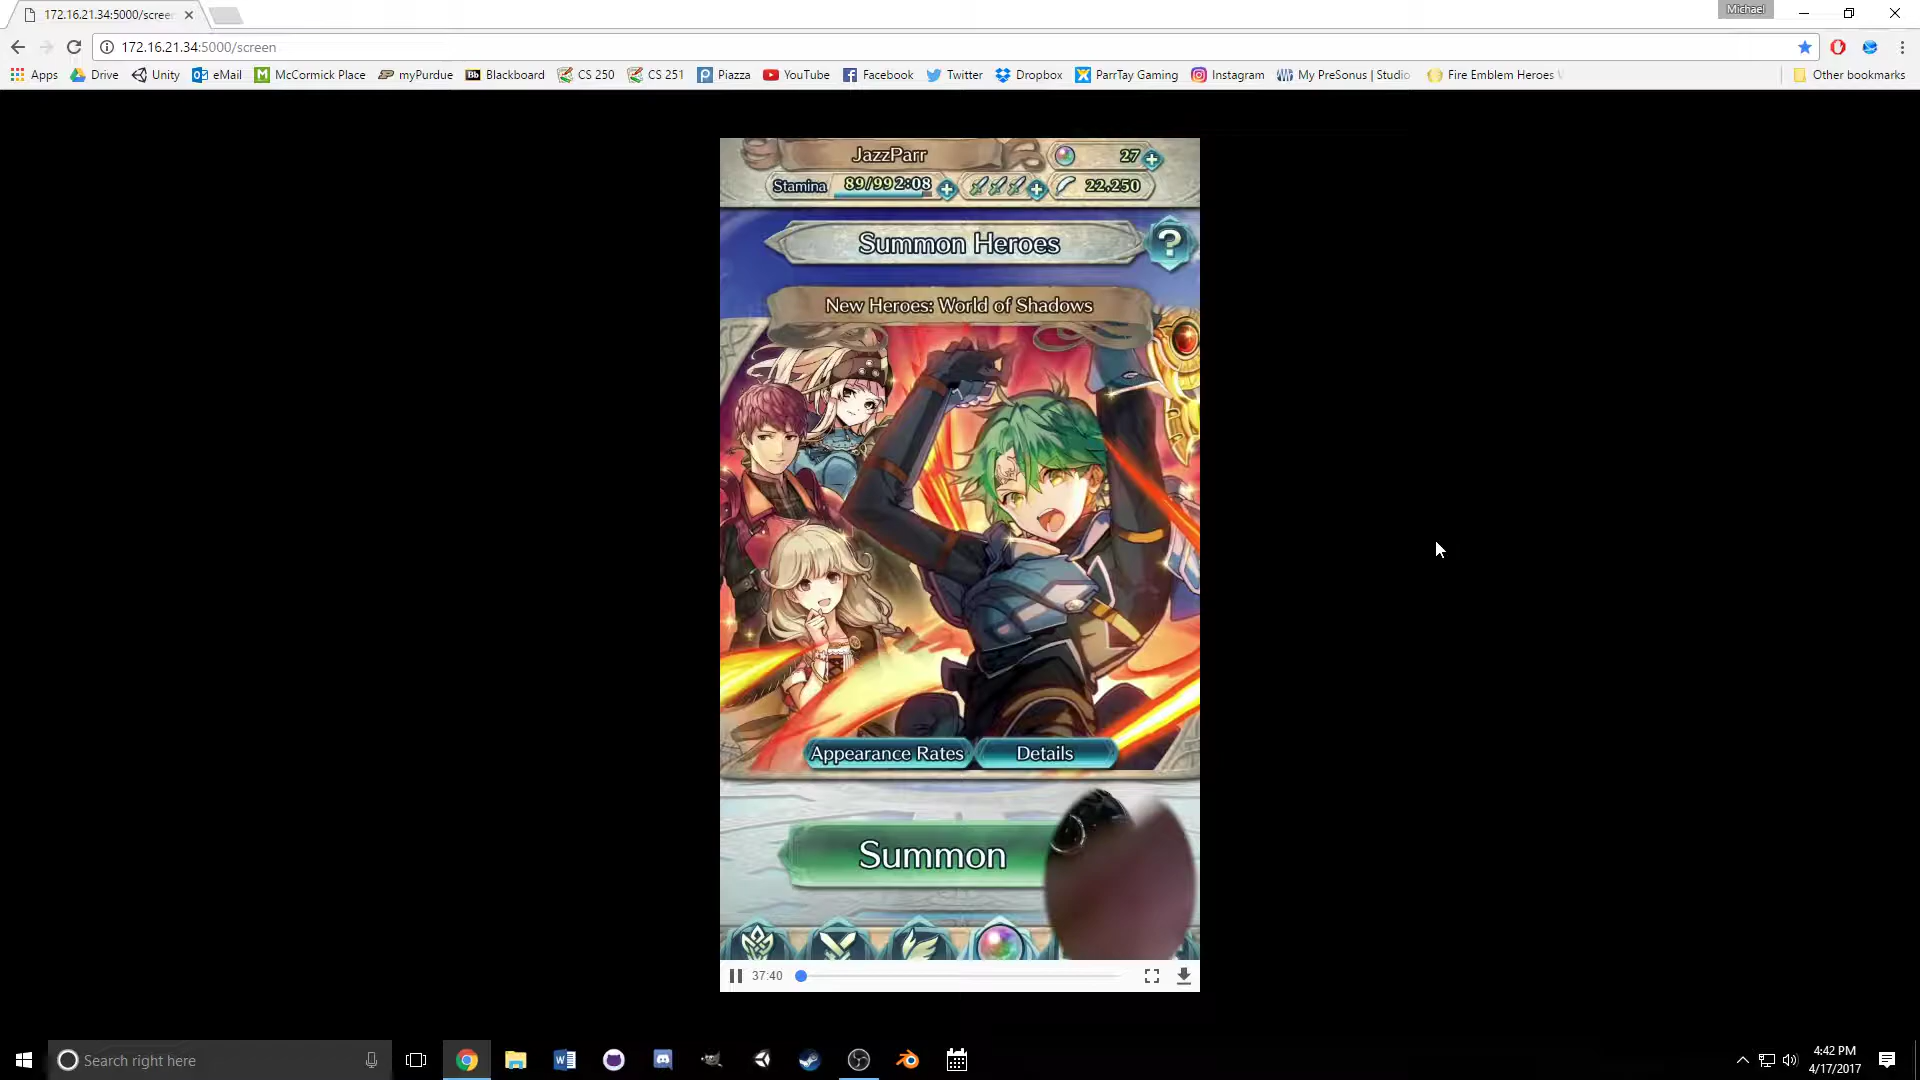 172.16.21.34:5000/scree
Michael
172.16.21.34:5000/screen
Apps Drive Unity eMail McCormick Place myPurdue Blackboard CS 250 CS 251 Piazza YouTube Facebook Twitter Dropbox ParrTay Gaming Instagram My PreSonus | Studio Fire Emblem Heroes Other bookmarks
JazzParr 27
Stamina 89/99 2:08 22,250
Summon Heroes ?
New Heroes: World of Shadows
Appearance Rates Details
Summon
37:40
Search right here
4:42 PM
4/17/2017